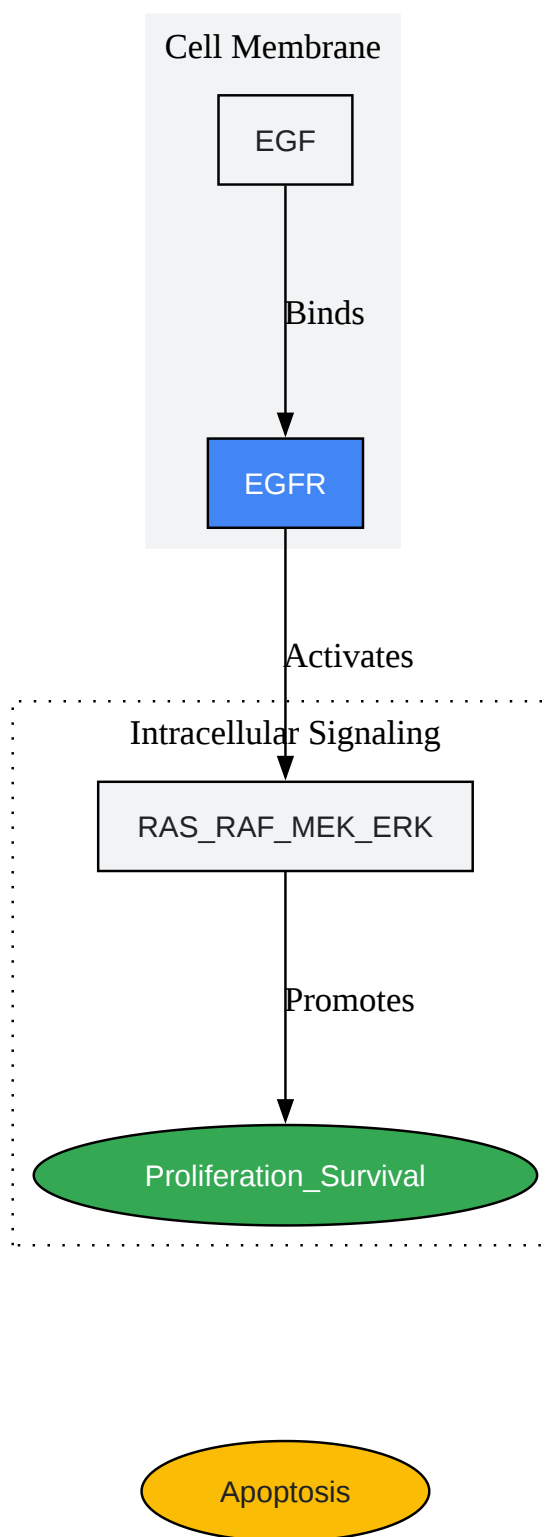 Cell Membrane
EGF
Binds
EGFR
Activates
Intracellular Signaling
RAS_RAF_MEK_ERK
Promotes
Proliferation_Survival
Apoptosis